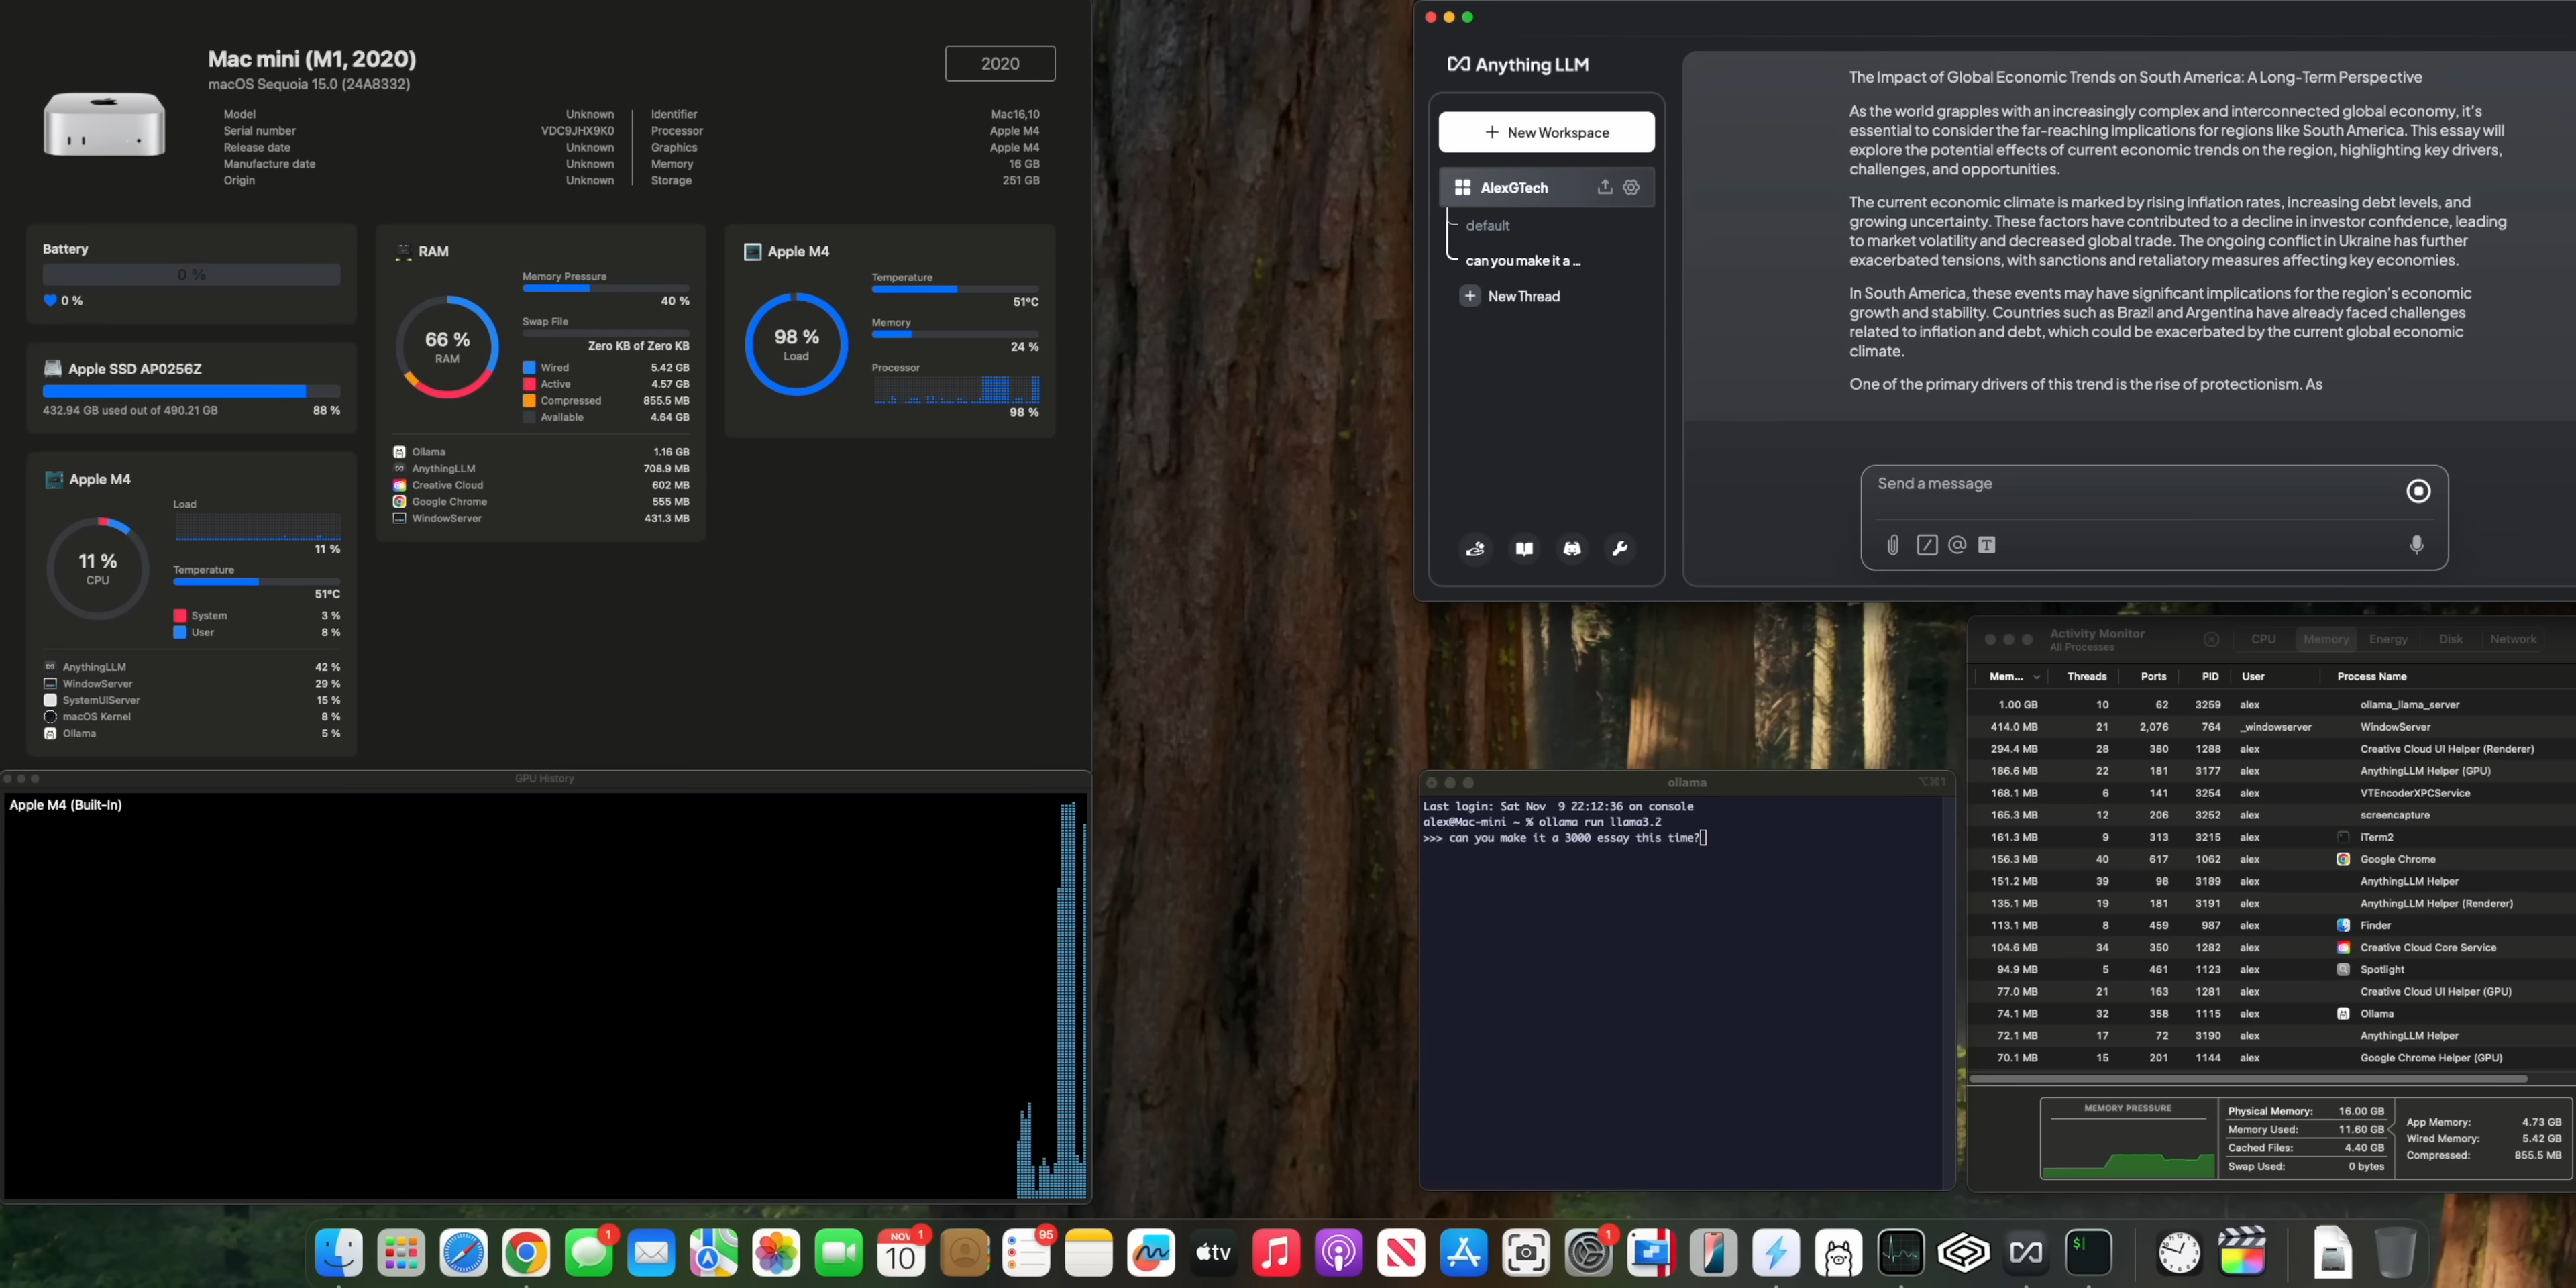 Mac mini (M1, 2020)
macOS Sequoia 15.0 (24A8332)
2020
Model Unknown
Serial number VDC9JHX9K0
Release date Unknown
Manufacture date Unknown
Origin Unknown
Identifier Mac16,10
Processor Apple M4
Graphics Apple M4
Memory 16 GB
Storage 251 GB
Battery
0 %
0 %
Apple SSD AP0256Z
432.94 GB used out of 490.21 GB 88 %
Apple M4
11 %
CPU
Load
11 %
Temperature
51°C
System 3 %
User 8 %
AnythingLLM 42 %
WindowServer 29 %
SystemUIServer 15 %
macOS Kernel 8 %
Ollama 5 %
RAM
66 %
RAM
Memory Pressure
40 %
Swap File
Zero KB of Zero KB
Wired 5.42 GB
Active 4.57 GB
Compressed 855.5 MB
Available 4.64 GB
Ollama 1.16 GB
AnythingLLM 708.9 MB
Creative Cloud 602 MB
Google Chrome 555 MB
WindowServer 431.3 MB
Apple M4
98 %
Load
Temperature
51°C
Memory
24 %
Processor
98 %
GPU History
Apple M4 (Built-In)
Anything LLM
+ New Workspace
AlexGTech
default
can you make it a ...
+ New Thread
The Impact of Global Economic Trends on South America: A Long-Term Perspective
As the world grapples with an increasingly complex and interconnected global economy, it's
essential to consider the far-reaching implications for regions like South America. This essay will
explore the potential effects of current economic trends on the region, highlighting key drivers,
challenges, and opportunities.
The current economic climate is marked by rising inflation rates, increasing debt levels, and
growing uncertainty. These factors have contributed to a decline in investor confidence, leading
to market volatility and decreased global trade. The ongoing conflict in Ukraine has further
exacerbated tensions, with sanctions and retaliatory measures affecting key economies.
In South America, these events may have significant implications for the region's economic
growth and stability. Countries such as Brazil and Argentina have already faced challenges
related to inflation and debt, which could be exacerbated by the current global economic
climate.
One of the primary drivers of this trend is the rise of protectionism. As
Send a message
ollama
⌥⌘1
Last login: Sat Nov  9 22:12:36 on console
alex@Mac-mini ~ % ollama run llama3.2
>>> can you make it a 3000 essay this time?
Activity Monitor
All Processes
CPU Memory Energy Disk Network
Mem... Threads Ports PID User Process Name
1.00 GB 10 62 3259 alex ollama_llama_server
414.0 MB 21 2,076 764 _windowserver WindowServer
294.4 MB 28 380 1288 alex Creative Cloud UI Helper (Renderer)
186.6 MB 22 181 3177 alex AnythingLLM Helper (GPU)
168.1 MB 6 141 3254 alex VTEncoderXPCService
165.3 MB 12 206 3252 alex screencapture
161.3 MB 9 313 3215 alex iTerm2
156.3 MB 40 617 1062 alex Google Chrome
151.2 MB 39 98 3189 alex AnythingLLM Helper
135.1 MB 19 181 3191 alex AnythingLLM Helper (Renderer)
113.1 MB 8 459 987 alex Finder
104.6 MB 34 350 1282 alex Creative Cloud Core Service
94.9 MB 5 461 1123 alex Spotlight
77.0 MB 21 163 1281 alex Creative Cloud UI Helper (GPU)
74.1 MB 32 358 1115 alex Ollama
72.1 MB 17 72 3190 alex AnythingLLM Helper
70.1 MB 15 201 1144 alex Google Chrome Helper (GPU)
MEMORY PRESSURE
Physical Memory: 16.00 GB
Memory Used: 11.60 GB
Cached Files: 4.40 GB
Swap Used: 0 bytes
App Memory: 4.73 GB
Wired Memory: 5.42 GB
Compressed: 855.5 MB
1
NOV 1
10
95
tv
1
$